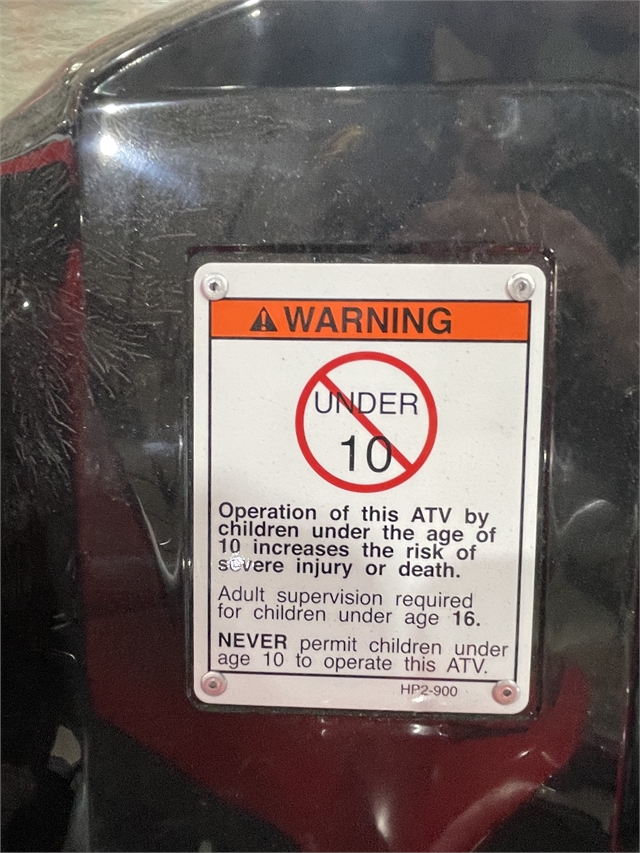 WARNING
UNDER
10
Operation of this ATV by
children under the age of
10 increases the risk of
severe injury or death.
Adult supervision required
for children under age 16.
NEVER permit children under
age 10 to operate this ATV.
HP2-900